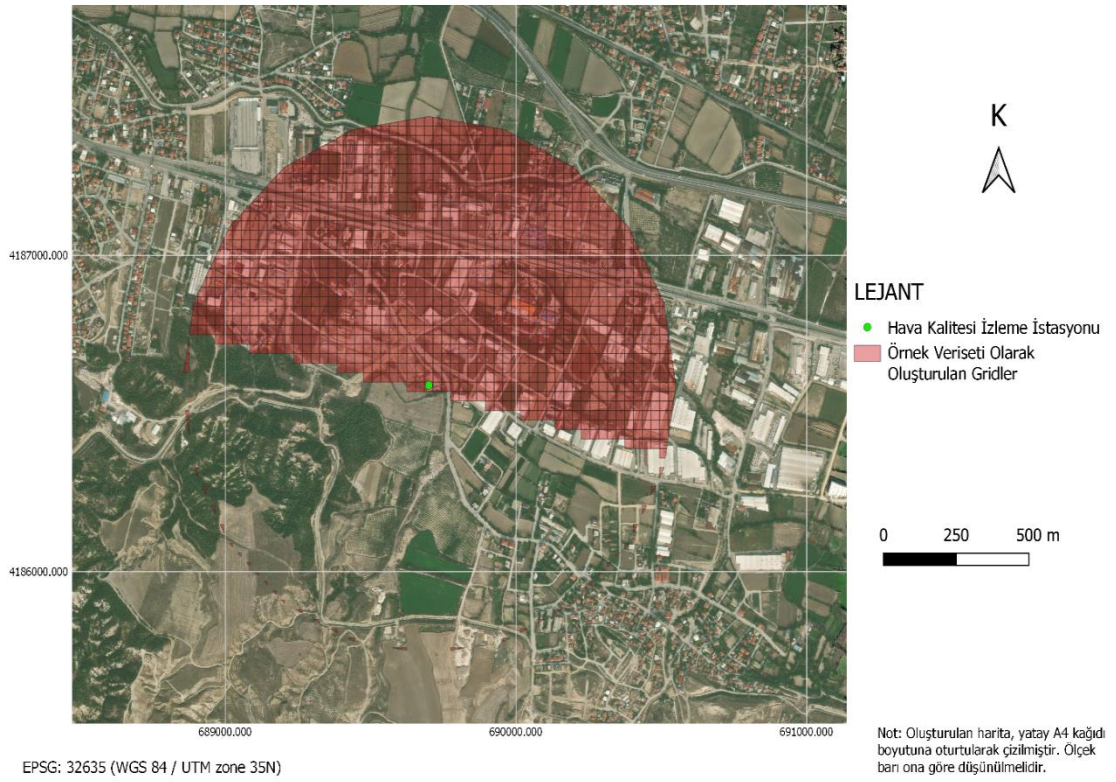 K
4187000.000
LEJANT
Hava Kalitesi İzleme İstasyonu
Örnek Veriseti Olarak
Oluşturulan Gridler
0 250 500 m
4186000.000
689000.000 690000.000 691000.000
EPSG: 32635 (WGS 84 / UTM zone 35N)
Not: Oluşturulan harita, yatay A4 kağıdı
boyutuna oturtularak çizilmiştir. Ölçek
barı ona göre düşünülmelidir.